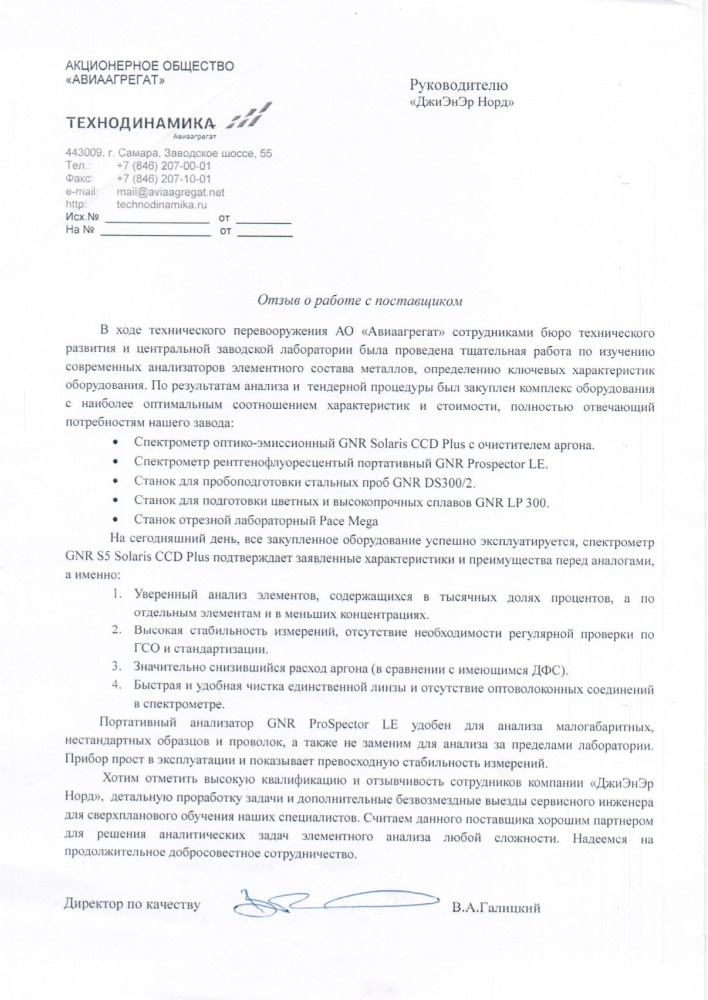 АКЦИОНЕРНОЕ ОБЩЕСТВО
«АВИААГРЕГАТ»
Руководителю
«ДжиЭнЭр Норд»
ТЕХНОДИНАМИКА
Авиаагрегат
443009, г. Самара, Заводское шоссе, 55
Тел.: +7 (846) 207-00-01
Факс: +7 (846) 207-10-01
e-mail: mail@aviaagregat.net
http: technodinamika.ru
Исх.№ ________________ от ________
На № ________________ от ________
Отзыв о работе с поставщиком
В ходе технического перевооружения АО «Авиаагрегат» сотрудниками бюро технического
развития и центральной заводской лаборатории была проведена тщательная работа по изучению
современных анализаторов элементного состава металлов, определению ключевых характеристик
оборудования. По результатам анализа и тендерной процедуры был закуплен комплекс оборудования
с наиболее оптимальным соотношением характеристик и стоимости, полностью отвечающий
потребностям нашего завода:
• Спектрометр оптико-эмиссионный GNR Solaris CCD Plus с очистителем аргона.
• Спектрометр рентгенофлуоресцентый портативный GNR Prospector LE.
• Станок для пробоподготовки стальных проб GNR DS300/2.
• Станок для подготовки цветных и высокопрочных сплавов GNR LP 300.
• Станок отрезной лабораторный Pace Mega
На сегодняшний день, все закупленное оборудование успешно эксплуатируется, спектрометр
GNR S5 Solaris CCD Plus подтверждает заявленные характеристики и преимущества перед аналогами,
а именно:
1. Уверенный анализ элементов, содержащихся в тысячных долях процентов, а по
отдельным элементам и в меньших концентрациях.
2. Высокая стабильность измерений, отсутствие необходимости регулярной проверки по
ГСО и стандартизации.
3. Значительно снизившийся расход аргона (в сравнении с имеющимся ДФС).
4. Быстрая и удобная чистка единственной линзы и отсутствие оптоволоконных соединений
в спектрометре.
Портативный анализатор GNR ProSpector LE удобен для анализа малогабаритных,
нестандартных образцов и проволок, а также не заменим для анализа за пределами лаборатории.
Прибор прост в эксплуатации и показывает превосходную стабильность измерений.
Хотим отметить высокую квалификацию и отзывчивость сотрудников компании «ДжиЭнЭр
Норд», детальную проработку задачи и дополнительные безвозмездные выезды сервисного инженера
для сверхпланового обучения наших специалистов. Считаем данного поставщика хорошим партнером
для решения аналитических задач элементного анализа любой сложности. Надеемся на
продолжительное добросовестное сотрудничество.
Директор по качеству В.А.Галицкий